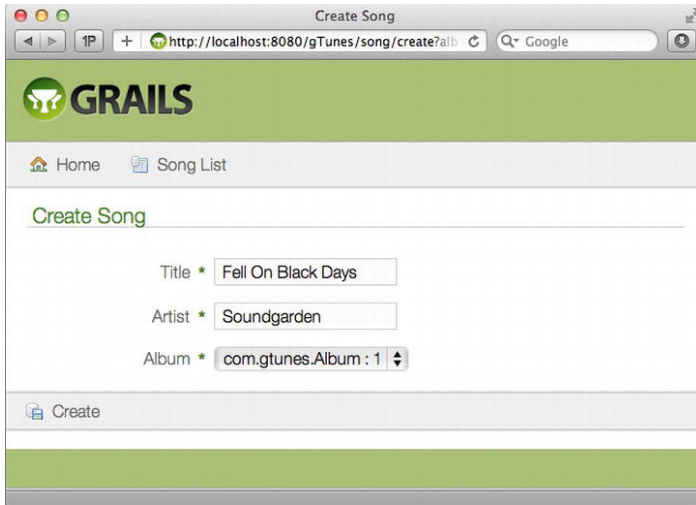 Create Song
1P + http://localhost:8080/gTunes/song/create?alb Google
GRAILS
Home Song List
Create Song
Title * Fell On Black Days
Artist * Soundgarden
Album * com.gtunes.Album : 1
Create